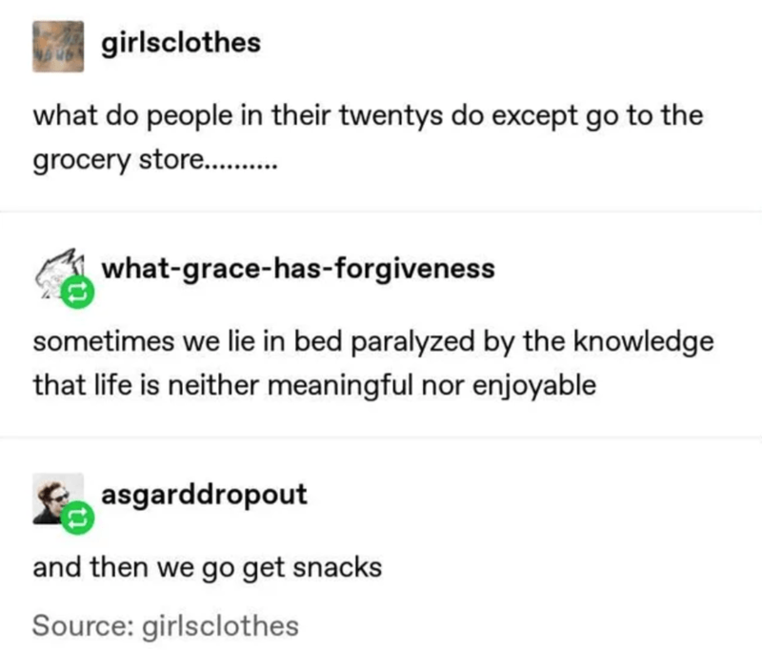 girlsclothes
what do people in their twentys do except go to the
grocery store..........
what-grace-has-forgiveness
sometimes we lie in bed paralyzed by the knowledge
that life is neither meaningful nor enjoyable
asgarddropout
and then we go get snacks
Source: girlsclothes